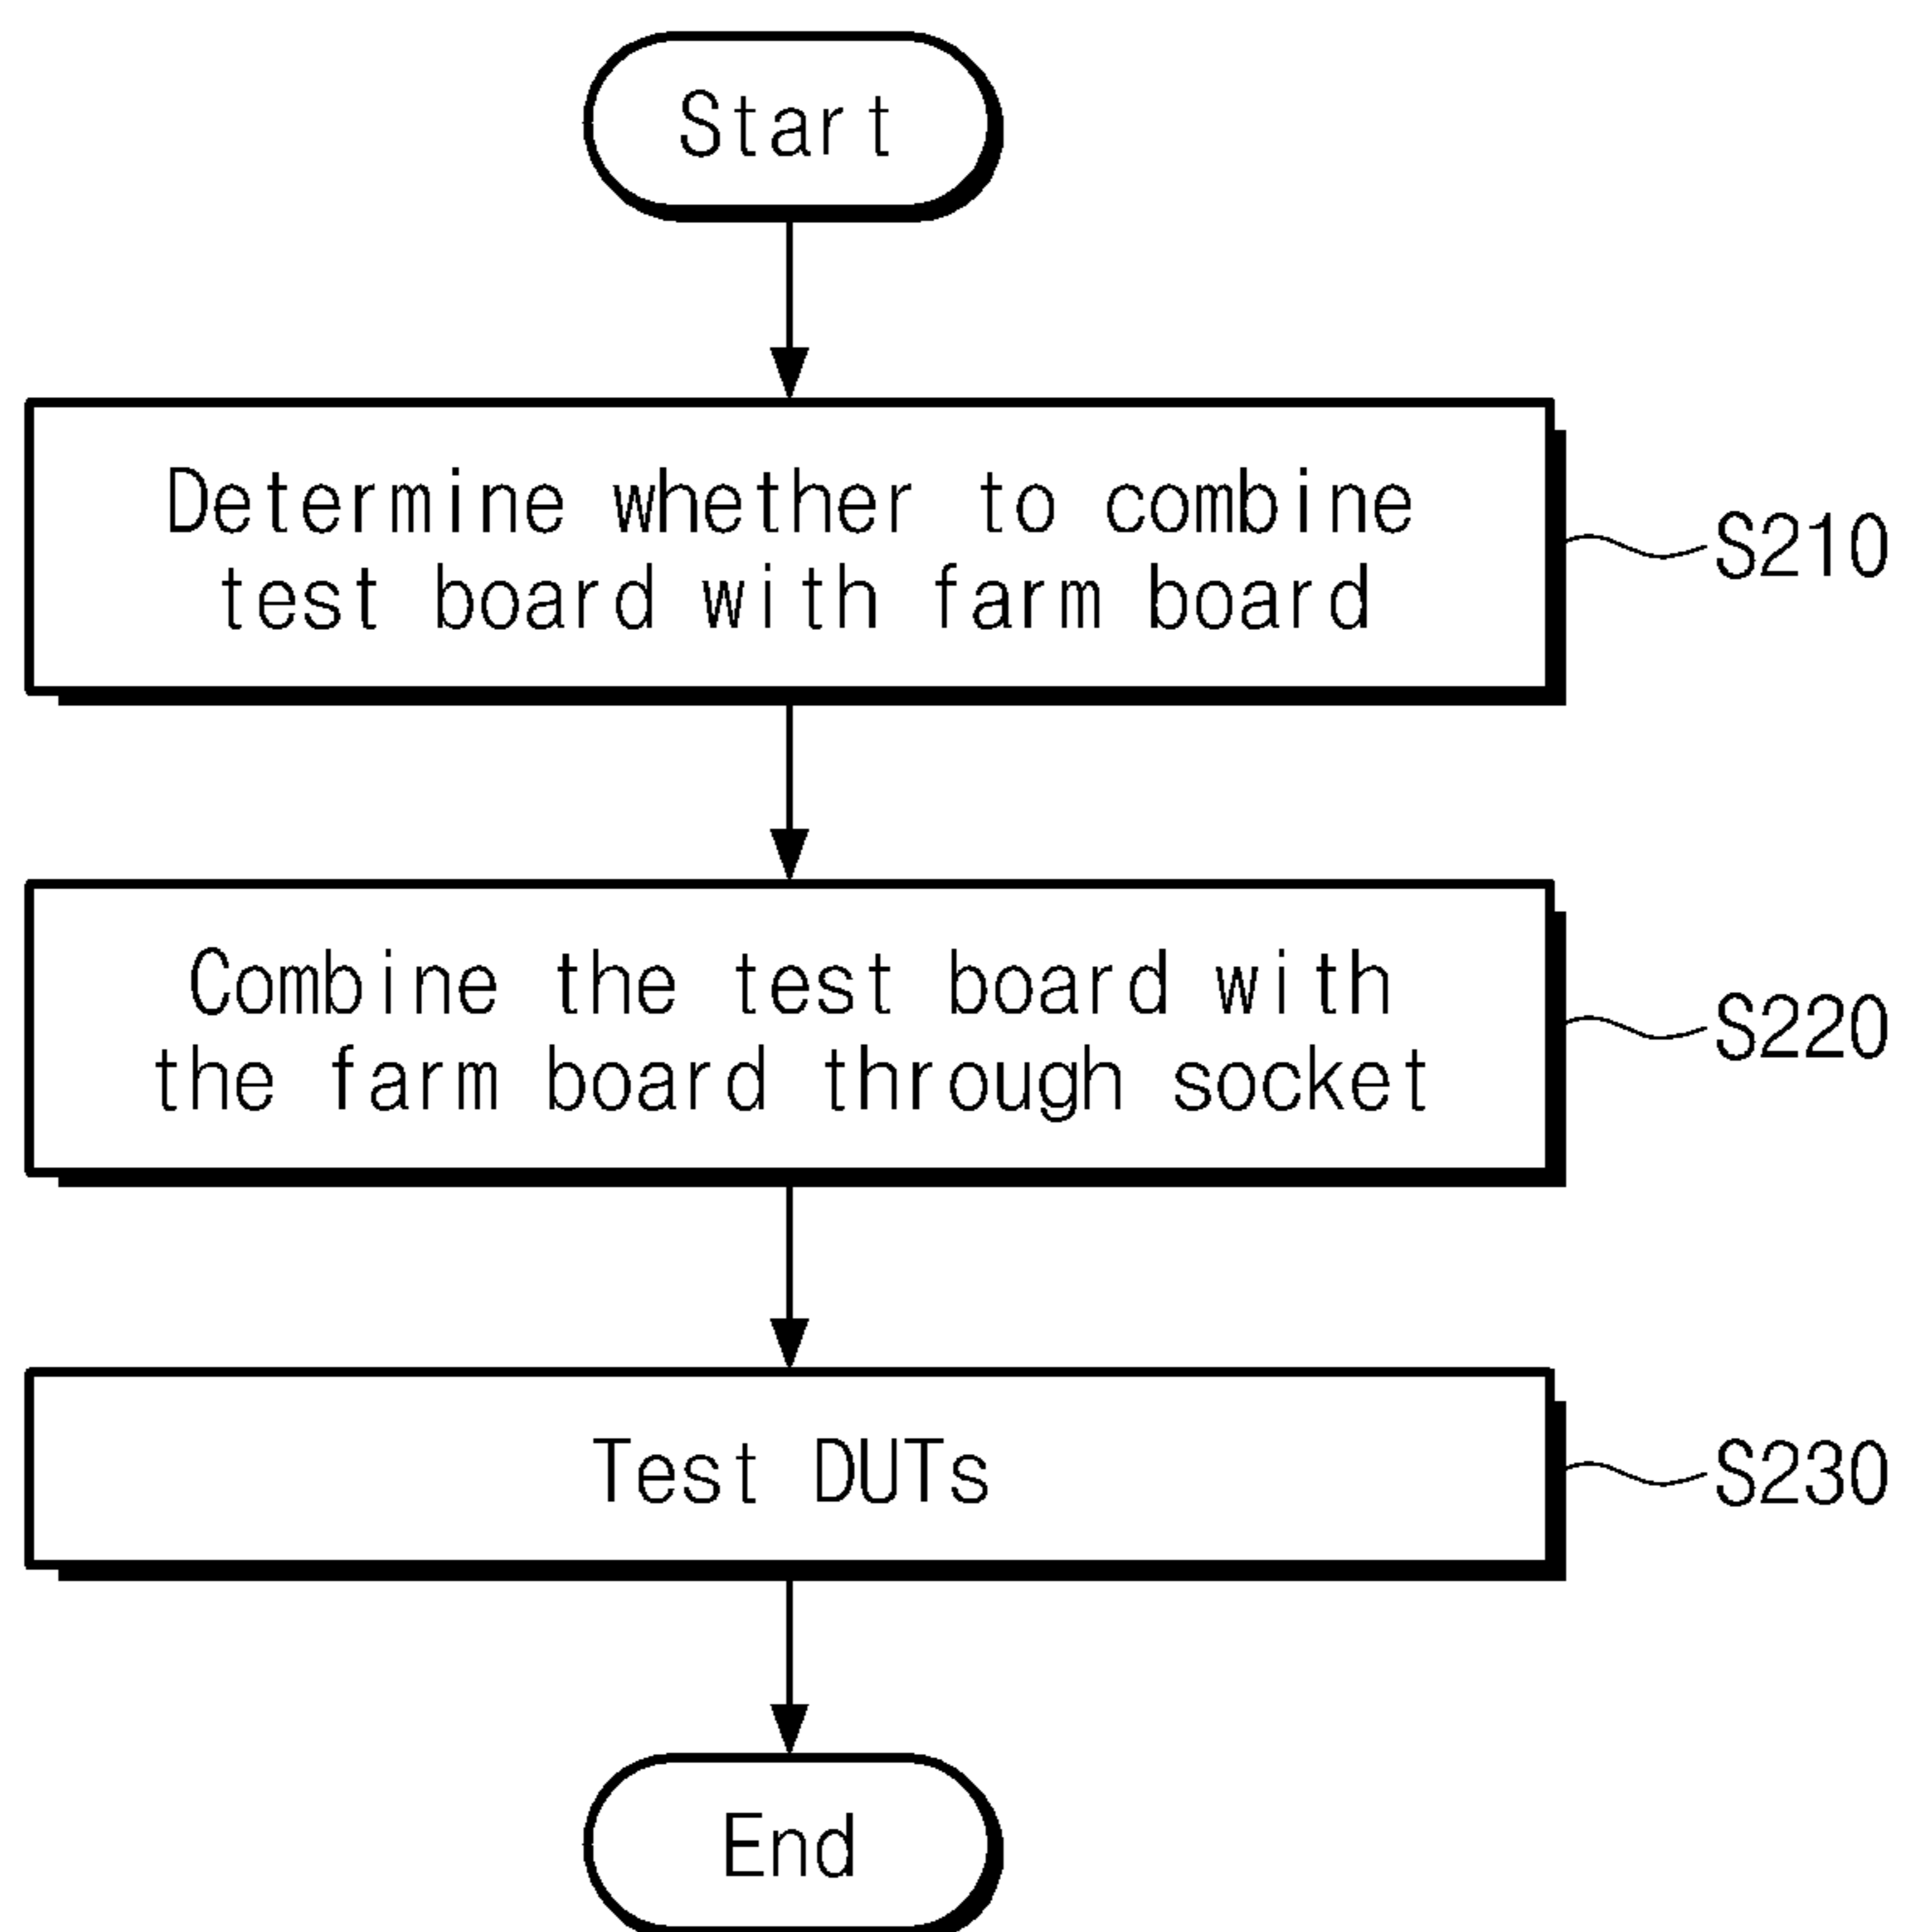 Start
Determine whether to combine
test board with farm board
S210
Combine the test board with
the farm board through socket
S220
Test DUTs
S230
End